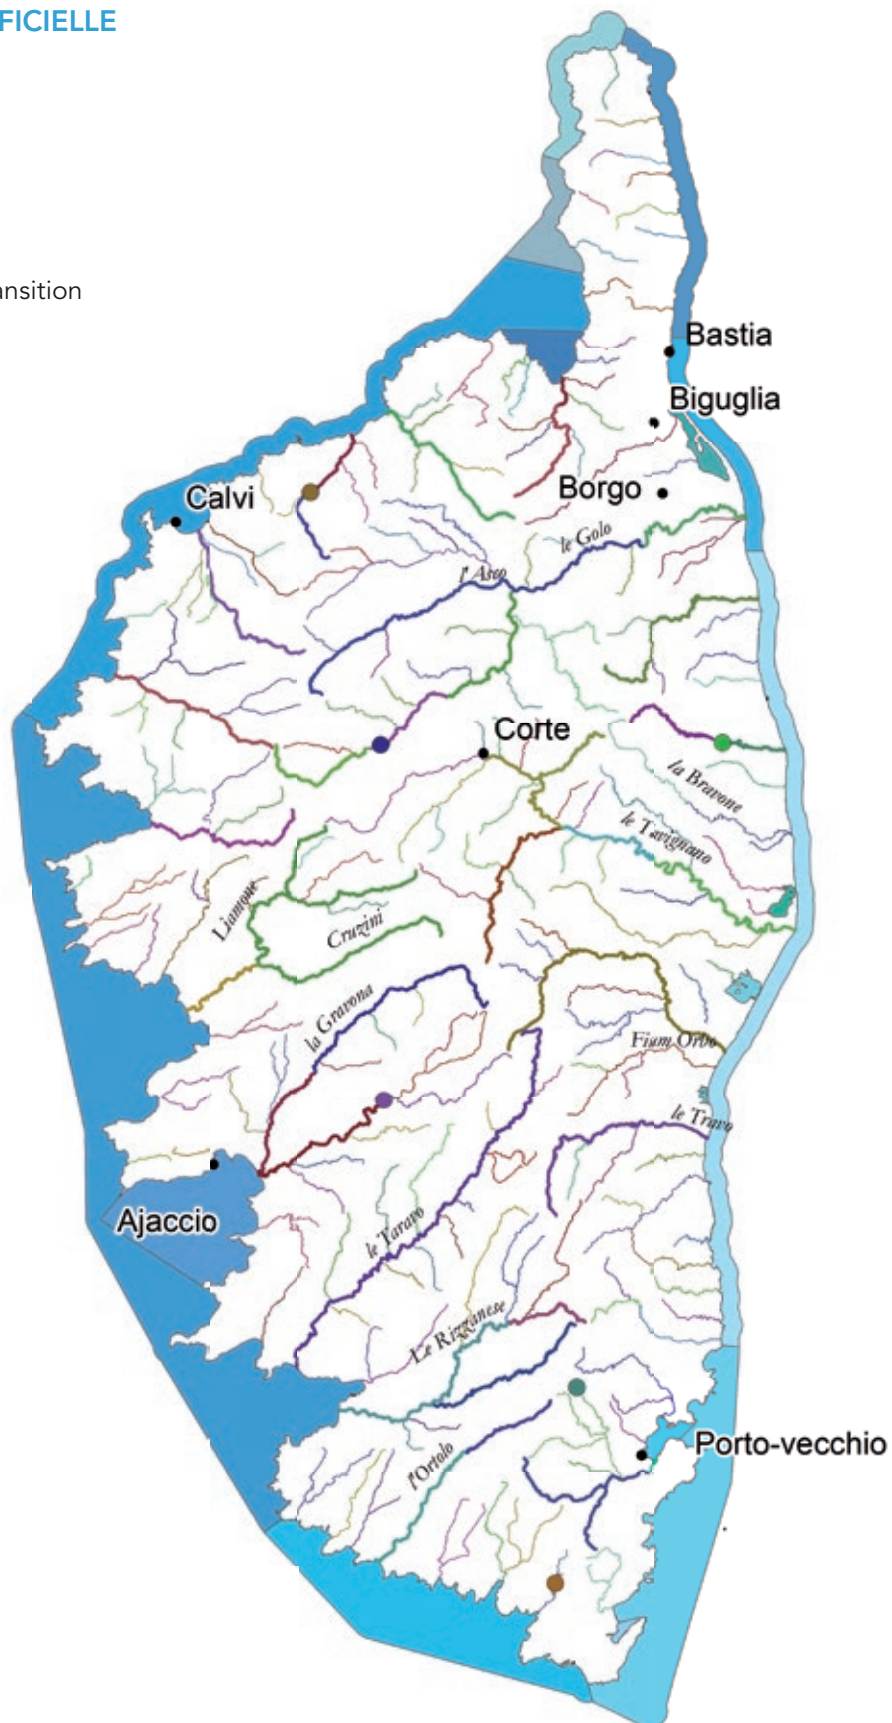 FICIELLE
ansition
Bastia
Biguglia
Calvi
Borgo
le Golo
l'Asco
Corte
la Bravone
le Tavignano
Liamone
Cruzini
la Gravona
Fium Orbo
le Travo
Ajaccio
le Taravo
Le Rizzanese
Porto-vecchio
l'Ortolo